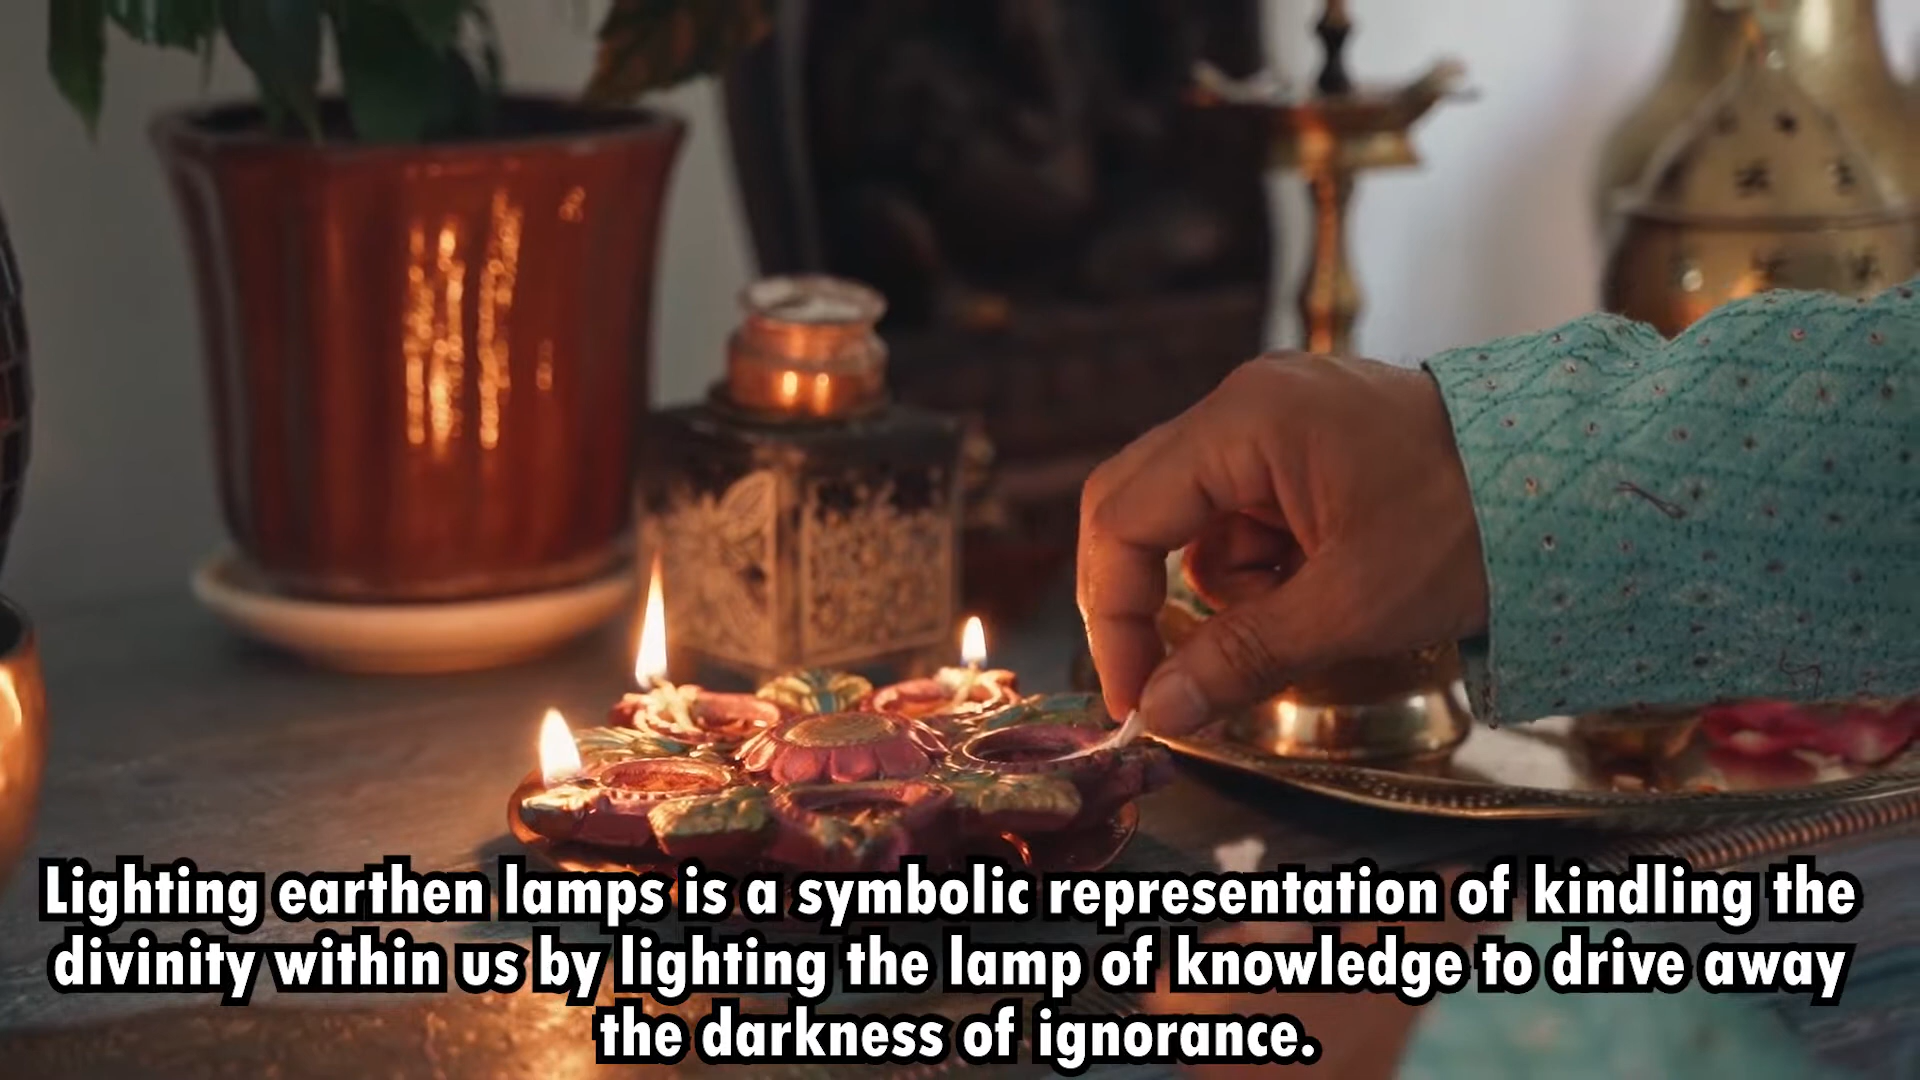 Lighting earthen lamps is a symbolic representation of kindling the
divinity within us by lighting the lamp of knowledge to drive away
the darkness of ignorance.